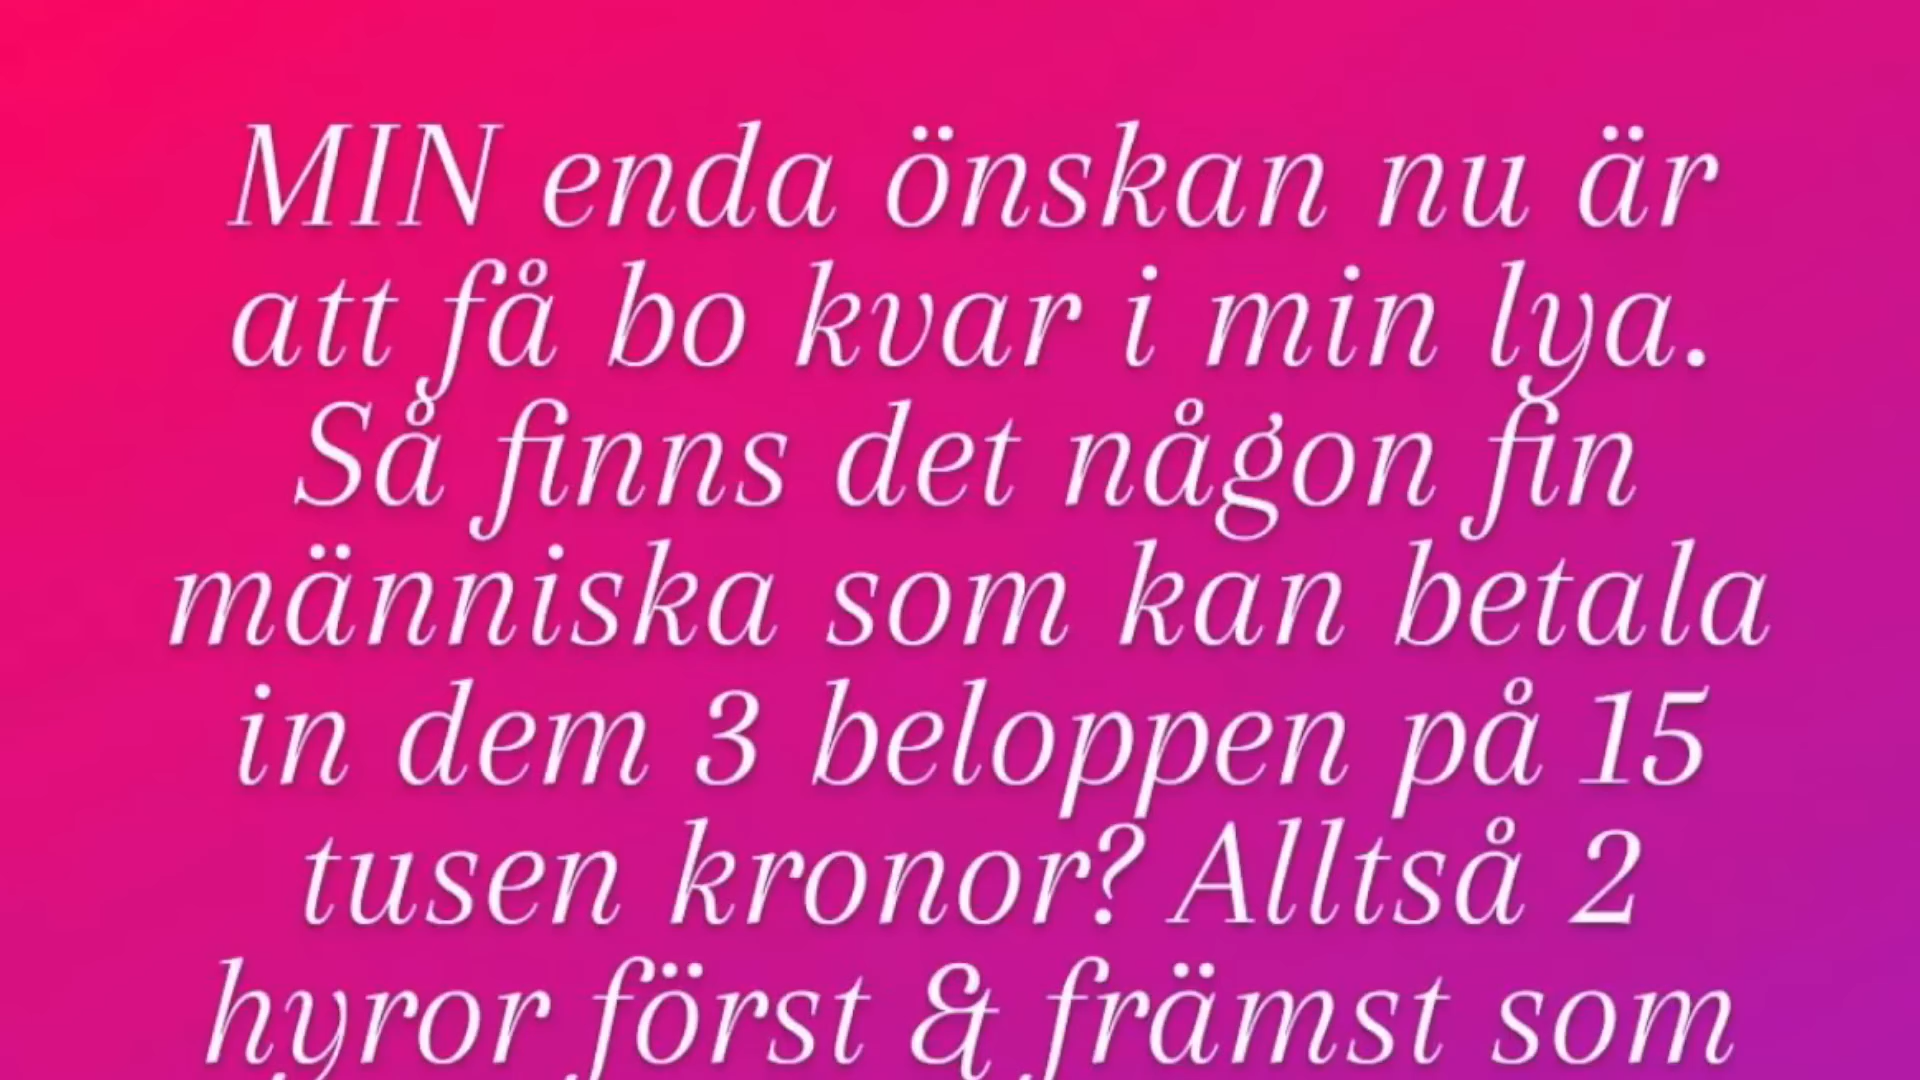 MIN enda önskan nu är
att få bo kvar i min lya.
Så finns det någon fin
människa som kan betala
in dem 3 beloppen på 15
tusen kronor? Alltså 2
hyror först & främst som